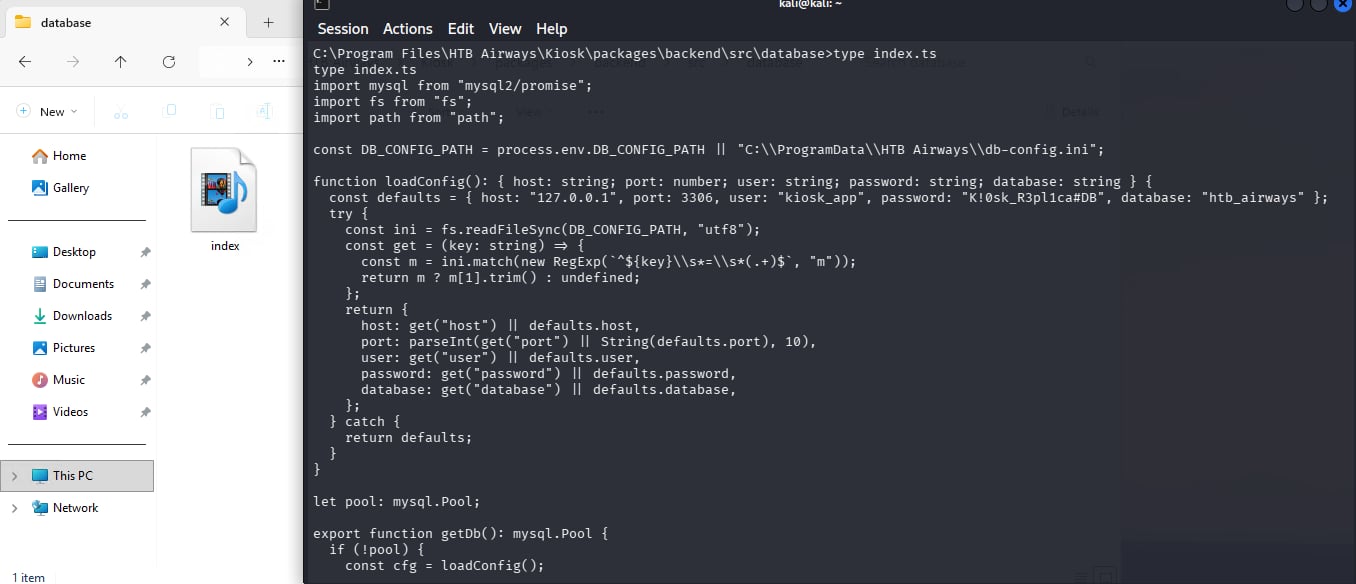 database
kali@kali: ~
Session Actions Edit View Help
New
Home
Gallery
Desktop
Documents
Downloads
Pictures
Music
Videos
This PC
Network
1 item
index
C:\Program Files\HTB Airways\Kiosk\packages\backend\src\database>type index.ts
type index.ts
import mysql from "mysql2/promise";
import fs from "fs";
import path from "path";
const DB_CONFIG_PATH = process.env.DB_CONFIG_PATH || "C:\\ProgramData\\HTB Airways\\db-config.ini";
function loadConfig(): { host: string; port: number; user: string; password: string; database: string } {
const defaults = { host: "127.0.0.1", port: 3306, user: "kiosk_app", password: "K!0sk_R3pl1ca#DB", database: "htb_airways" };
try {
const ini = fs.readFileSync(DB_CONFIG_PATH, "utf8");
const get = (key: string) => {
const m = ini.match(new RegExp(`^${key}\\s*=\\s*(.+)$`, "m"));
return m ? m[1].trim() : undefined;
};
return {
host: get("host") || defaults.host,
port: parseInt(get("port") || String(defaults.port), 10),
user: get("user") || defaults.user,
password: get("password") || defaults.password,
database: get("database") || defaults.database,
};
} catch {
return defaults;
}
}
let pool: mysql.Pool;
export function getDb(): mysql.Pool {
if (!pool) {
const cfg = loadConfig();
View
Details